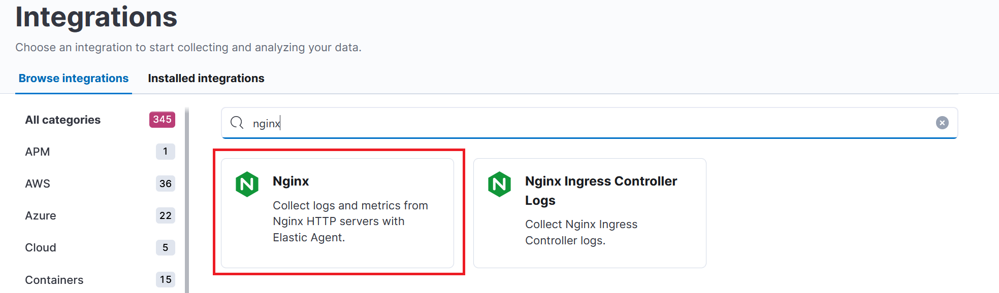 Integrations
Choose an integration to start collecting and analyzing your data.
Browse integrations Installed integrations
All categories 345
APM 1
AWS 36
Azure 22
Cloud 5
Containers 15
nginx
Nginx
Collect logs and metrics from
Nginx HTTP servers with
Elastic Agent.
Nginx Ingress Controller
Logs
Collect Nginx Ingress
Controller logs.